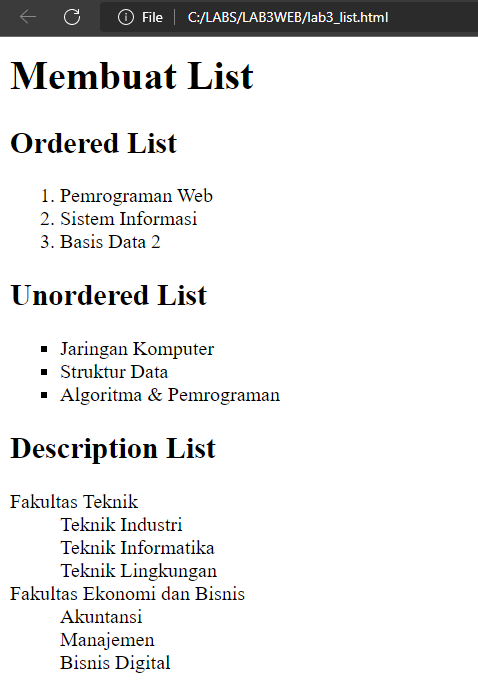 File C:/LABS/LAB3WEB/lab3_list.html
Membuat List
Ordered List
1. Pemrograman Web
2. Sistem Informasi
3. Basis Data 2
Unordered List
▪ Jaringan Komputer
▪ Struktur Data
▪ Algoritma & Pemrograman
Description List
Fakultas Teknik
Teknik Industri
Teknik Informatika
Teknik Lingkungan
Fakultas Ekonomi dan Bisnis
Akuntansi
Manajemen
Bisnis Digital